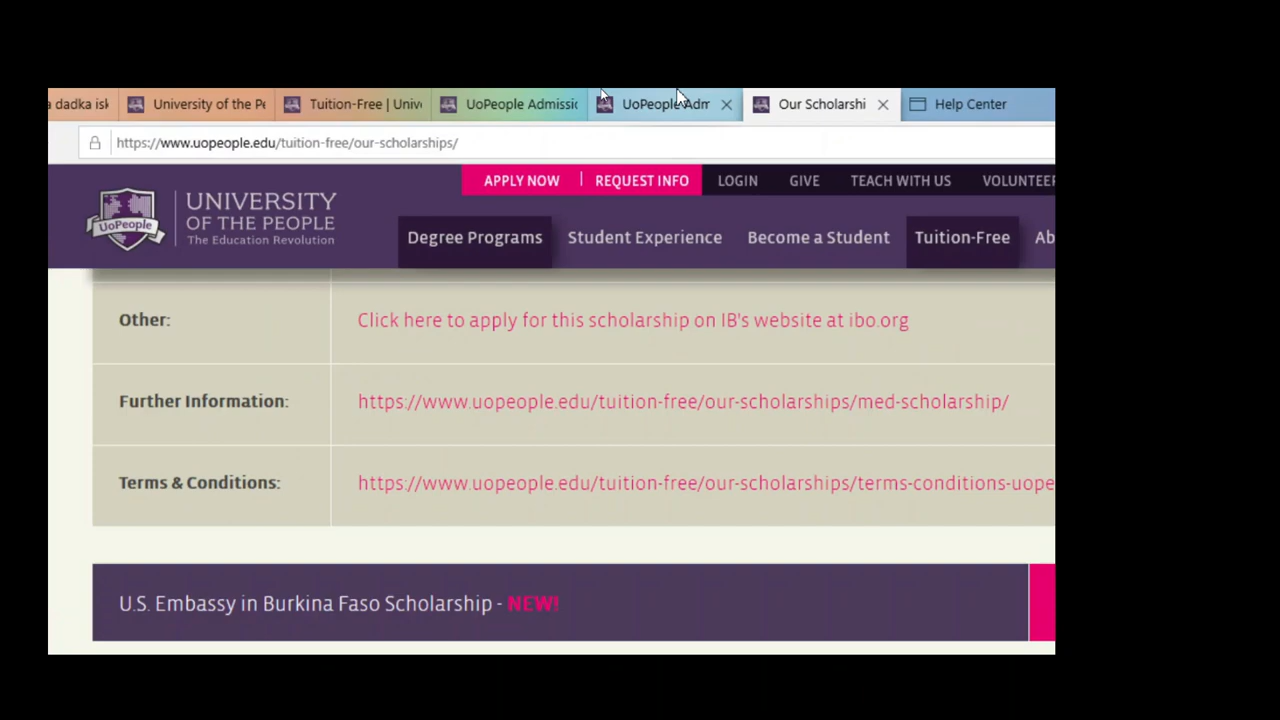 a dadka isk
University of the Pe
Tuition-Free | Unive
UoPeople Admissic
UoPeople Adm
Our Scholarshi
Help Center
https://www.uopeople.edu/tuition-free/our-scholarships/
APPLY NOW | REQUEST INFO LOGIN GIVE TEACH WITH US VOLUNTEER
UoPeople
UNIVERSITY
OF THE PEOPLE
The Education Revolution
Degree Programs Student Experience Become a Student Tuition-Free Ab
Other: Click here to apply for this scholarship on IB's website at ibo.org
Further Information: https://www.uopeople.edu/tuition-free/our-scholarships/med-scholarship/
Terms & Conditions: https://www.uopeople.edu/tuition-free/our-scholarships/terms-conditions-uope
U.S. Embassy in Burkina Faso Scholarship - NEW!